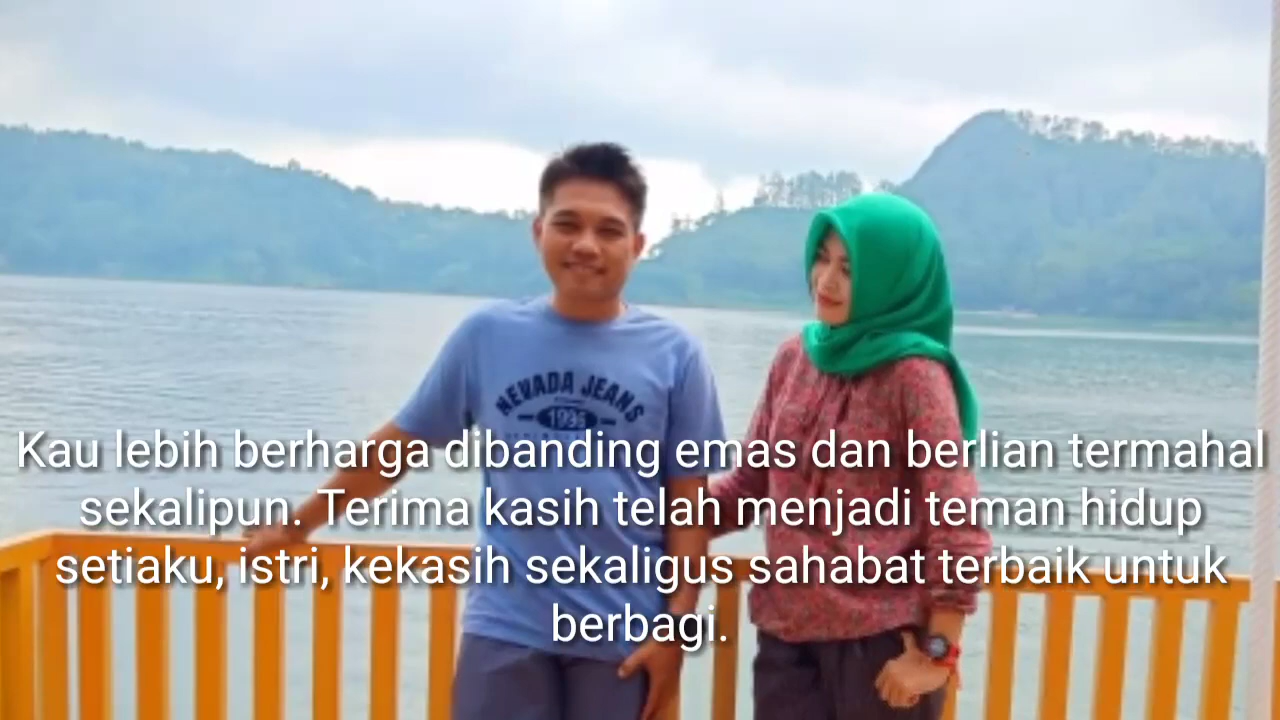 NEVADA JEANS
1996
Kau lebih berharga dibanding emas dan berlian termahal
sekalipun. Terima kasih telah menjadi teman hidup
setiaku, istri, kekasih sekaligus sahabat terbaik untuk
berbagi.